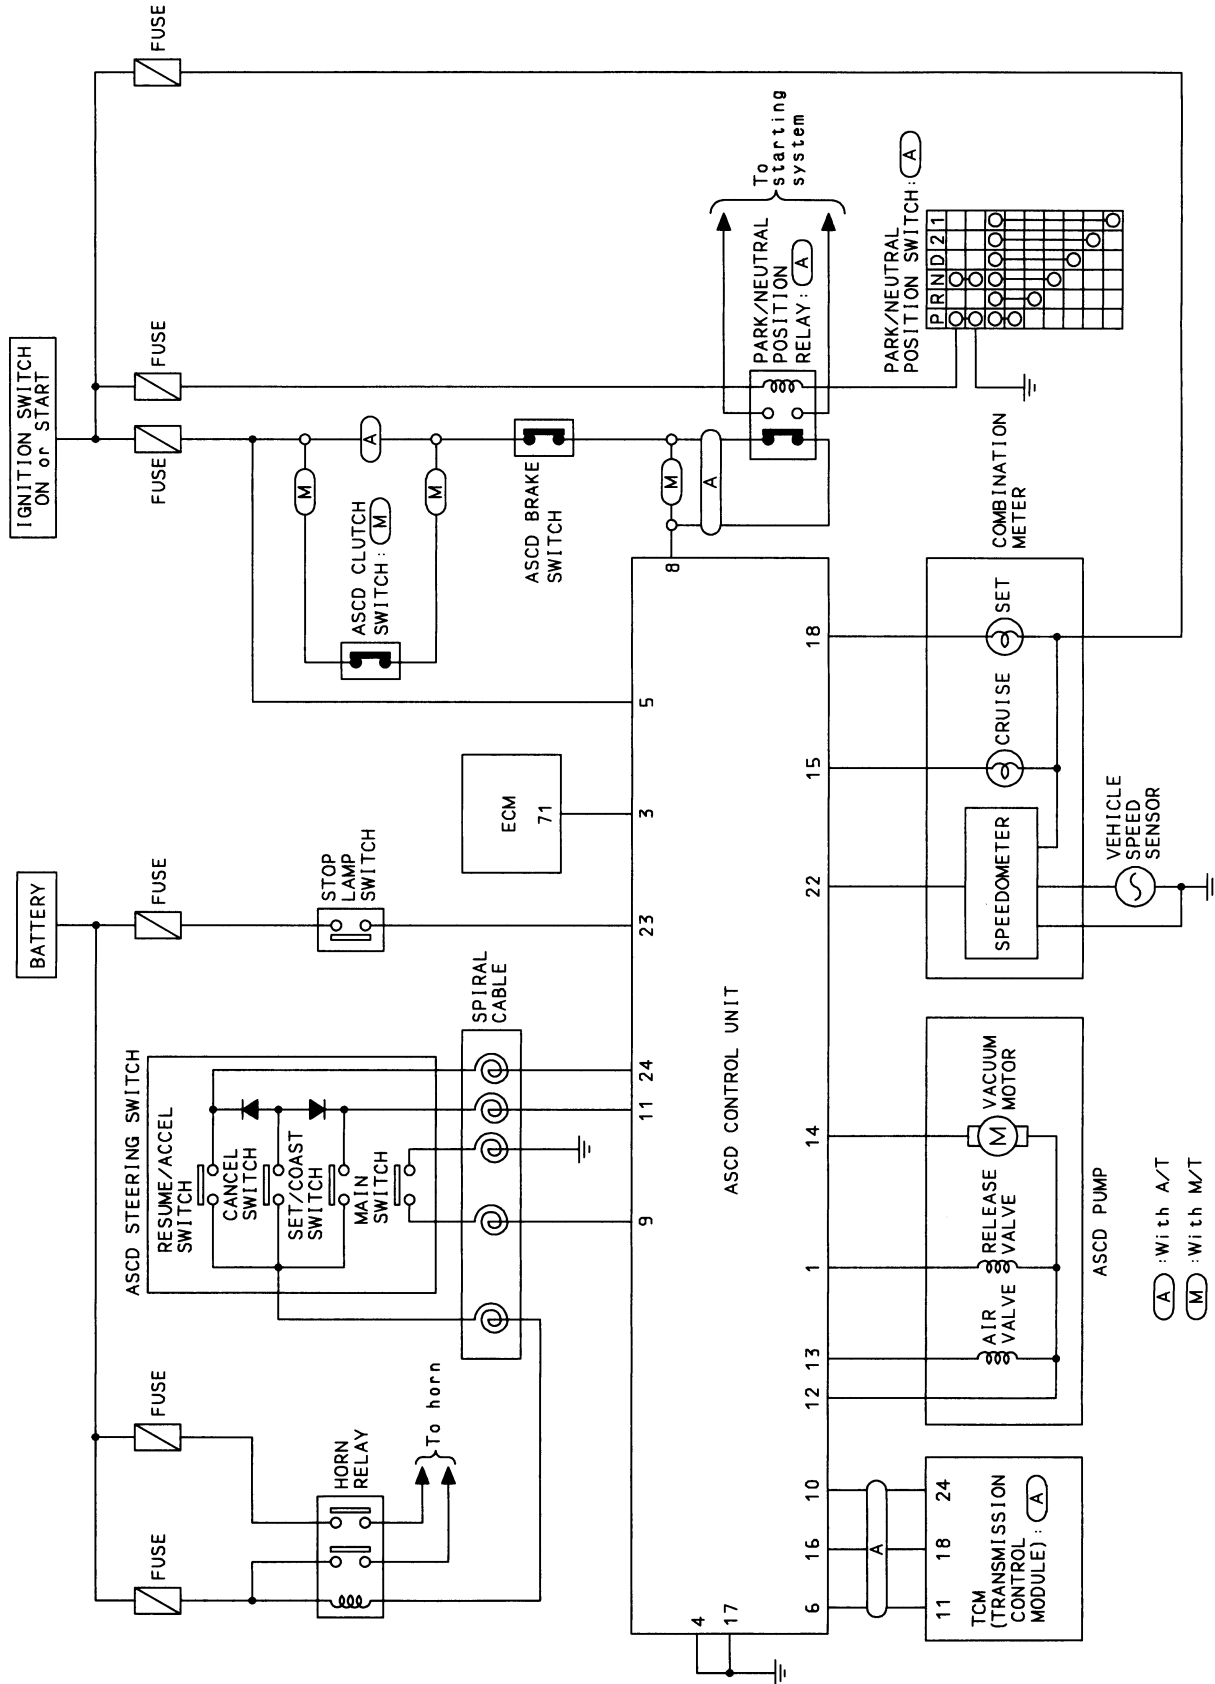 IGNITION SWITCH
ON or START
BATTERY
FUSE
FUSE
FUSE
FUSE
FUSE
FUSE
HORN
RELAY
To horn
ASCD STEERING SWITCH
RESUME/ACCEL
SWITCH
CANCEL
SWITCH
SET/COAST
SWITCH
MAIN
SWITCH
SPIRAL
CABLE
STOP
LAMP
SWITCH
ECM
71
ASCD CLUTCH
SWITCH: M
M
M
A
ASCD BRAKE
SWITCH
M
A
PARK/NEUTRAL
POSITION
RELAY: A
To
starting
system
PARK/NEUTRAL
POSITION SWITCH: A
P R N D 2 1
4
17
9
11
24
23
3
5
8
ASCD CONTROL UNIT
6
16
10
12
13
1
14
22
15
18
A
11
18
24
TCM
(TRANSMISSION
CONTROL
MODULE): A
AIR
VALVE
RELEASE
VALVE
M
VACUUM
MOTOR
ASCD PUMP
SPEEDOMETER
CRUISE
SET
COMBINATION
METER
VEHICLE
SPEED
SENSOR
A :With A/T
M :With M/T